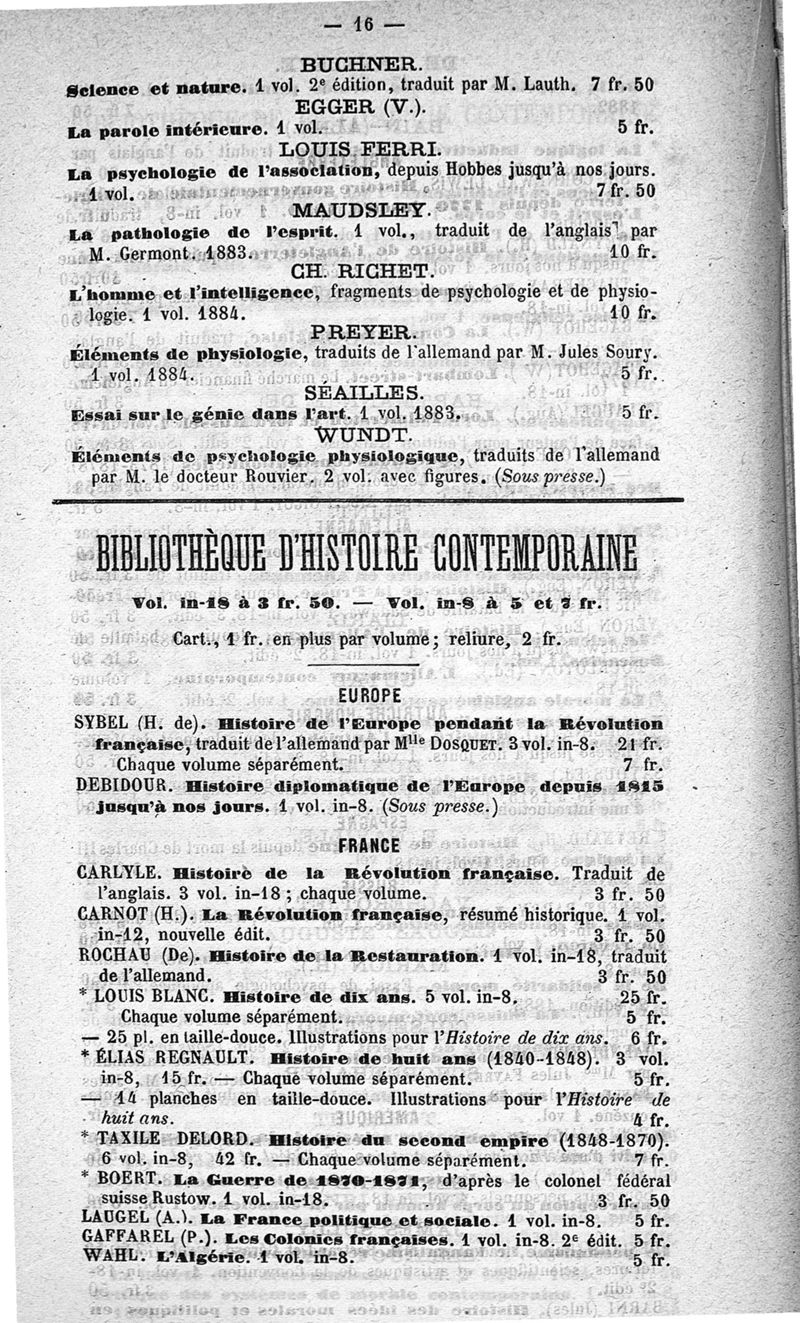 — 16 —
BUCHNER.
Science et nature. 1 vol. 2e édition, traduit par M. Lauth. 7 fr. 50
EGGER (V.).
La parole intérieure. 1 vol. 5 fr.
LOUIS FERRI.
La psychologie de l'association, depuis Hobbes jusqu'à nos jours.
1 vol. 7 fr. 50
MAUDSLEY.
La pathologie de l'esprit. 1 vol., traduit de l'anglais par
M. Germont. 1883. 10 fr.
CH. RICHET.
L'homme et l'intelligence, fragments de psychologie et de physio-
logie. 1 vol. 1884. 10 fr.
PREYER.
Éléments de physiologie, traduits de l'allemand par M. Jules Soury.
1 vol. 1884. 5 fr.
SÉAILLES.
Essai sur le génie dans l'art. 1 vol. 1883. 5 fr.
WUNDT.
Éléments de psychologie physiologique, traduits de l'allemand
par M. le docteur Rouvier. 2 vol. avec figures. (Sous presse.)
BIBLIOTHÈQUE D'HISTOIRE CONTEMPORAINE
Vol. in-18 à 3 fr. 50. — Vol. in-8 à 5 et 7 fr.
Cart., 1 fr. en plus par volume; reliure, 2 fr.
EUROPE
SYBEL (H. de). Histoire de l'Europe pendant la Révolution
française, traduit de l'allemand par Mlle DOSQUET. 3 vol. in-8. 21 fr.
Chaque volume séparément. 7 fr.
DEBIDOUR. Histoire diplomatique de l'Europe depuis 1815
jusqu'à nos jours. 1 vol. in-8. (Sous presse.)
FRANCE
CARLYLE. Histoire de la Révolution française. Traduit de
l'anglais. 3 vol. in-18 ; chaque volume. 3 fr. 50
CARNOT (H.). La Révolution française, résumé historique. 1 vol.
in-12, nouvelle édit. 3 fr. 50
ROCHAU (De). Histoire de la Restauration. 1 vol. in-18, traduit
de l'allemand. 3 fr. 50
* LOUIS BLANC. Histoire de dix ans. 5 vol. in-8. 25 fr.
Chaque volume séparément. 5 fr.
— 25 pl. en taille-douce. Illustrations pour l'Histoire de dix ans. 6 fr.
* ÉLIAS REGNAULT. Histoire de huit ans (1840-1848). 3 vol.
in-8, 15 fr. — Chaque volume séparément. 5 fr.
— 14 planches en taille-douce. Illustrations pour l'Histoire de
huit ans. 4 fr.
* TAXILE DELORD. Histoire du second empire (1848-1870).
6 vol. in-8, 42 fr. — Chaque volume séparément. 7 fr.
* BOERT. La Guerre de 1870-1871, d'après le colonel fédéral
suisse Rustow. 1 vol. in-18. 3 fr. 50
LAUGEL (A.). La France politique et sociale. 1 vol. in-8. 5 fr.
GAFFAREL (P.). Les Colonies françaises. 1 vol. in-8. 2e édit. 5 fr.
WAHL. L'Algérie. 1 vol. in-8. 5 fr.